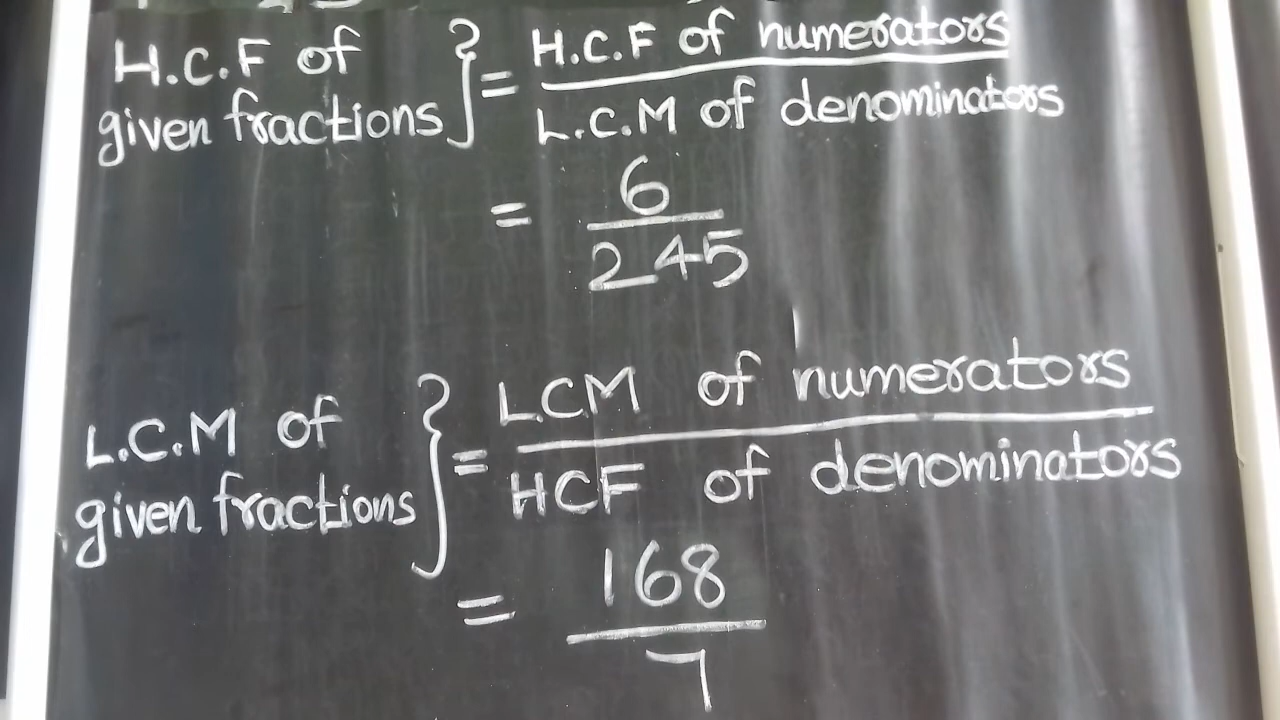 H.C.F of given fractions } = H.C.F of numerators
L.C.M of denominators
= 6
245
L.C.M of given fractions } = LCM of numerators
HCF of denominators
= 168
7